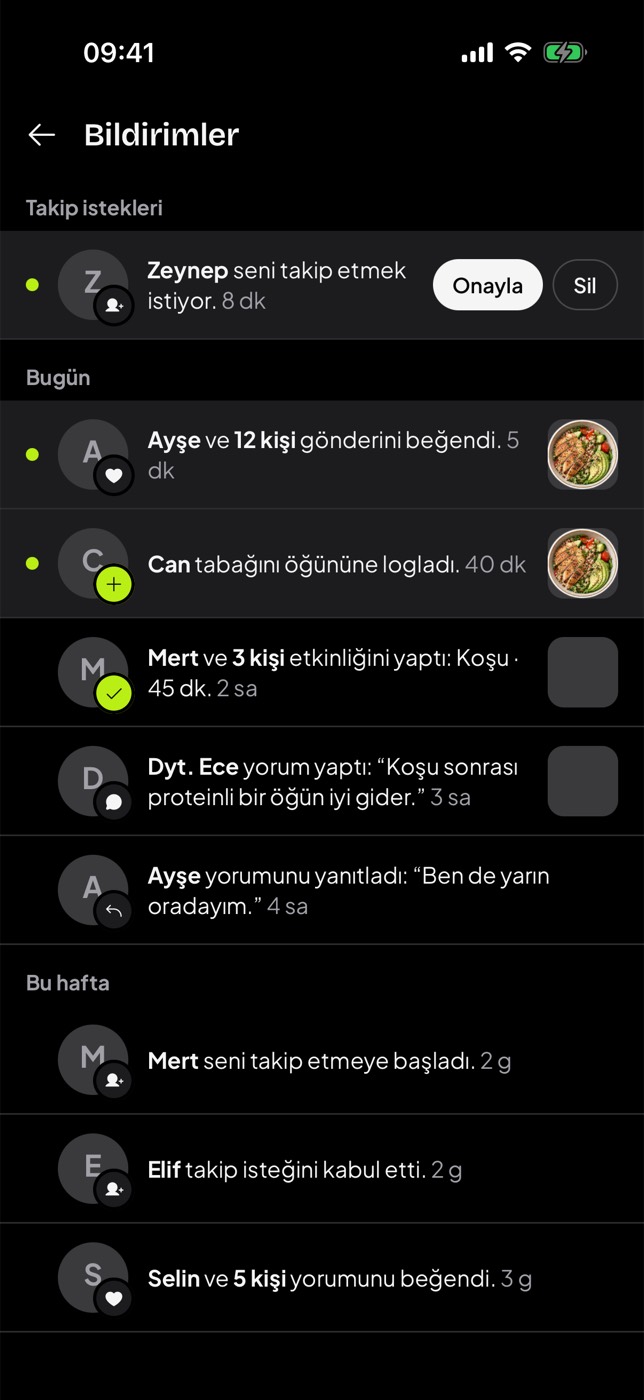 09:41
Bildirimler
Takip istekleri
Z
Zeynep seni takip etmek
istiyor. 8 dk
Onayla
Sil
Bugün
A
Ayşe ve 12 kişi gönderini beğendi. 5
dk
C
Can tabağını öğününe logladı. 40 dk
M
Mert ve 3 kişi etkinliğini yaptı: Koşu ·
45 dk. 2 sa
D
Dyt. Ece yorum yaptı: “Koşu sonrası
proteinli bir öğün iyi gider.” 3 sa
A
Ayşe yorumunu yanıtladı: “Ben de yarın
oradayım.” 4 sa
Bu hafta
M
Mert seni takip etmeye başladı. 2 g
E
Elif takip isteğini kabul etti. 2 g
S
Selin ve 5 kişi yorumunu beğendi. 3 g